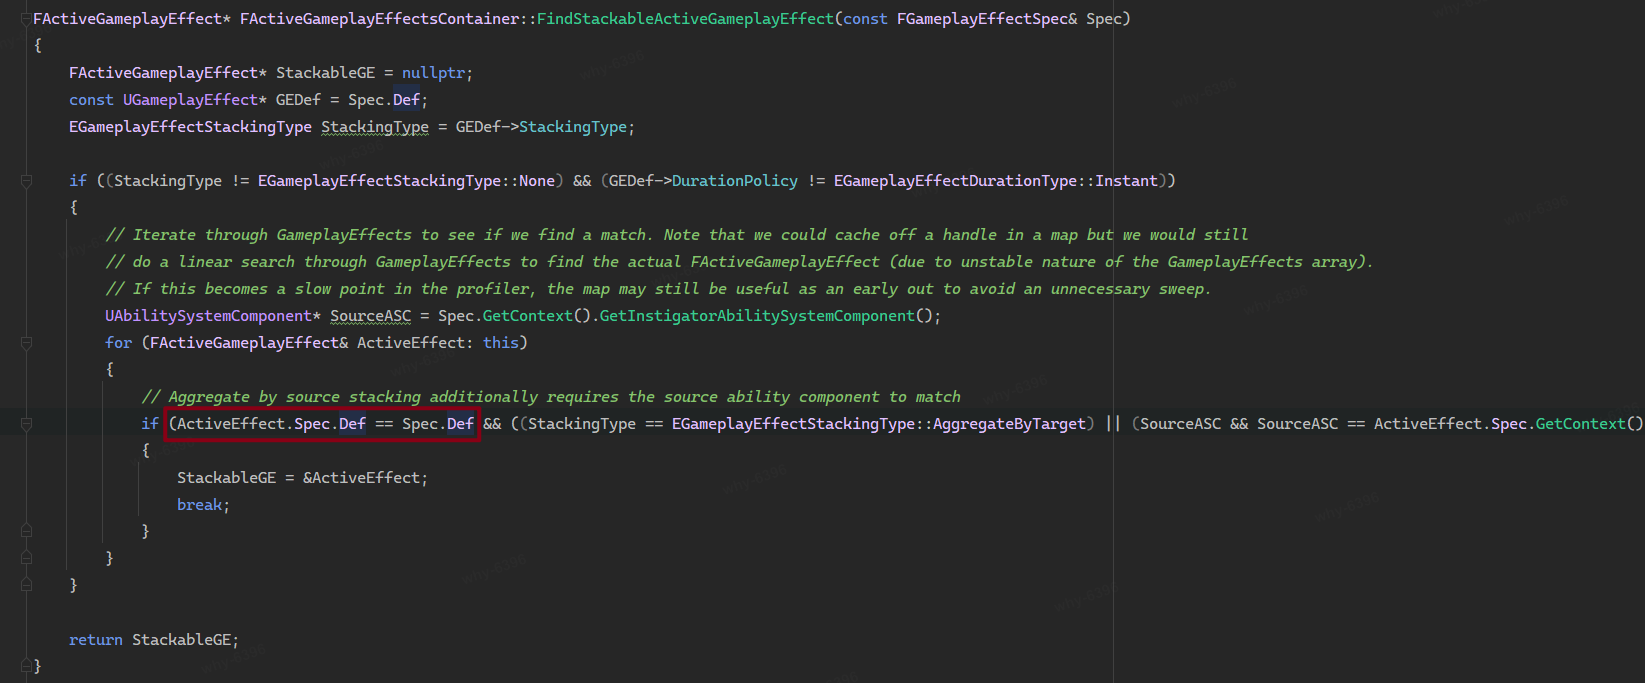 FActiveGameplayEffect* FActiveGameplayEffectsContainer::FindStackableActiveGameplayEffect(const FGameplayEffectSpec& Spec)
{
FActiveGameplayEffect* StackableGE = nullptr;
const UGameplayEffect* GEDef = Spec.Def;
EGameplayEffectStackingType StackingType = GEDef->StackingType;
if ((StackingType != EGameplayEffectStackingType::None) && (GEDef->DurationPolicy != EGameplayEffectDurationType::Instant))
{
// Iterate through GameplayEffects to see if we find a match. Note that we could cache off a handle in a map but we would still
// do a linear search through GameplayEffects to find the actual FActiveGameplayEffect (due to unstable nature of the GameplayEffects array).
// If this becomes a slow point in the profiler, the map may still be useful as an early out to avoid an unnecessary sweep.
UAbilitySystemComponent* SourceASC = Spec.GetContext().GetInstigatorAbilitySystemComponent();
for (FActiveGameplayEffect& ActiveEffect: this)
{
// Aggregate by source stacking additionally requires the source ability component to match
if (ActiveEffect.Spec.Def == Spec.Def && ((StackingType == EGameplayEffectStackingType::AggregateByTarget) || (SourceASC && SourceASC == ActiveEffect.Spec.GetContext()
{
StackableGE = &ActiveEffect;
break;
}
}
}
return StackableGE;
}